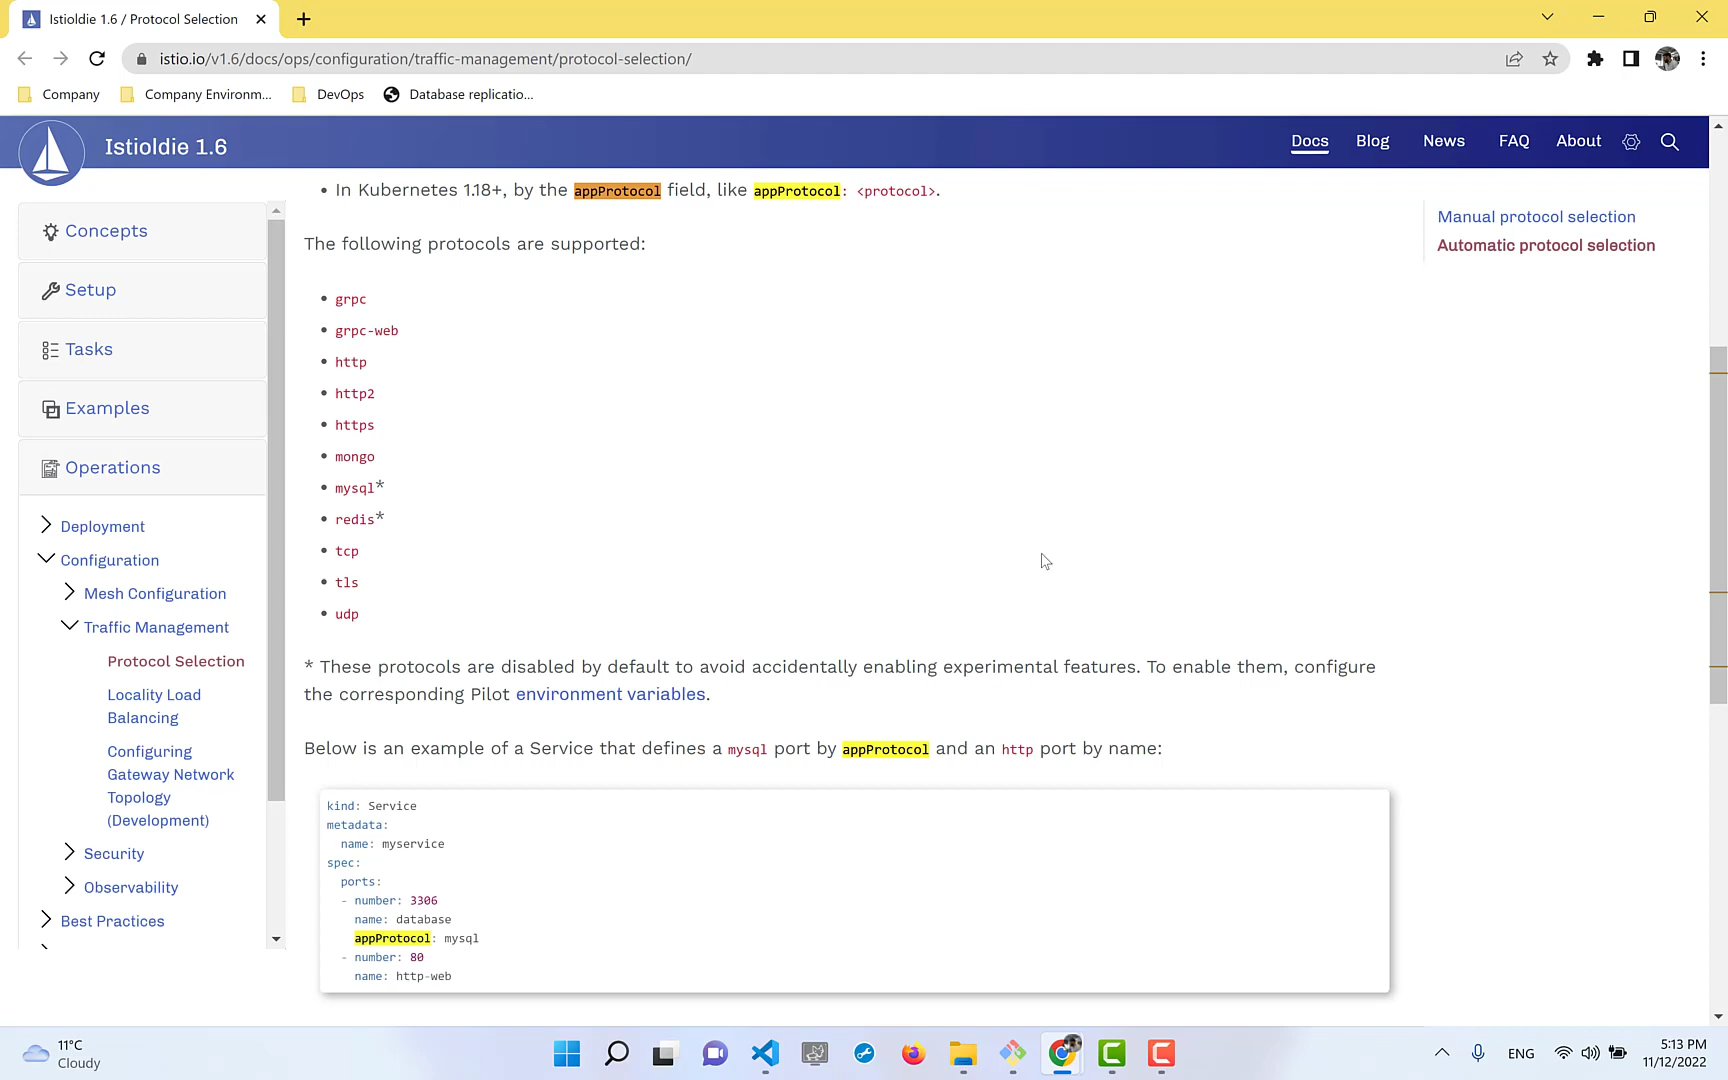 Istioldie 1.6 / Protocol Selection
istio.io/v1.6/docs/ops/configuration/traffic-management/protocol-selection/
Company
Company Environm...
DevOps
Database replicatio...
Istioldie 1.6
Docs
Blog
News
FAQ
About
Concepts
Setup
Tasks
Examples
Operations
Deployment
Configuration
Mesh Configuration
Traffic Management
Protocol Selection
Locality Load
Balancing
Configuring
Gateway Network
Topology
(Development)
Security
Observability
Best Practices
• In Kubernetes 1.18+, by the appProtocol field, like appProtocol: <protocol>.
The following protocols are supported:
• grpc
• grpc-web
• http
• http2
• https
• mongo
• mysql*
• redis*
• tcp
• tls
• udp
* These protocols are disabled by default to avoid accidentally enabling experimental features. To enable them, configure
the corresponding Pilot environment variables.
Below is an example of a Service that defines a mysql port by appProtocol and an http port by name:
kind: Service
metadata:
name: myservice
spec:
ports:
- number: 3306
name: database
appProtocol: mysql
- number: 80
name: http-web
Manual protocol selection
Automatic protocol selection
11°C
Cloudy
ENG
5:13 PM
11/12/2022